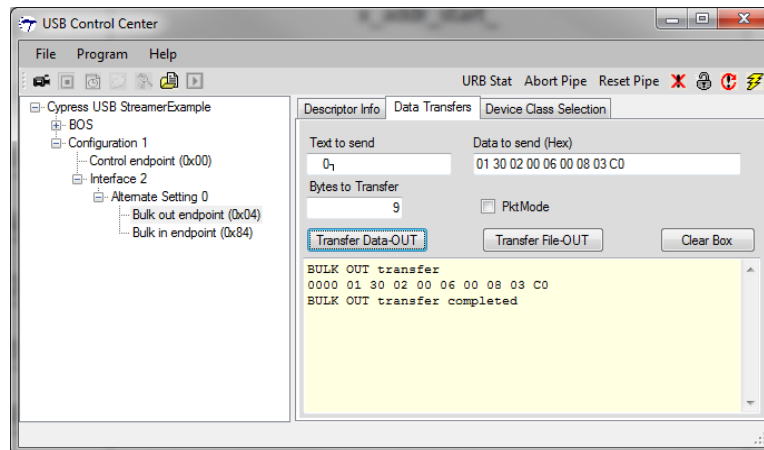 USB Control Center
File Program Help
URB Stat Abort Pipe Reset Pipe
Cypress USB StreamerExample
BOS
Configuration 1
Control endpoint (0x00)
Interface 2
Alternate Setting 0
Bulk out endpoint (0x04)
Bulk in endpoint (0x84)
Descriptor Info Data Transfers Device Class Selection
Text to send Data to send (Hex)
0┐ 01 30 02 00 06 00 08 03 C0
Bytes to Transfer
9 PktMode
Transfer Data-OUT Transfer File-OUT Clear Box
BULK OUT transfer
0000 01 30 02 00 06 00 08 03 C0
BULK OUT transfer completed